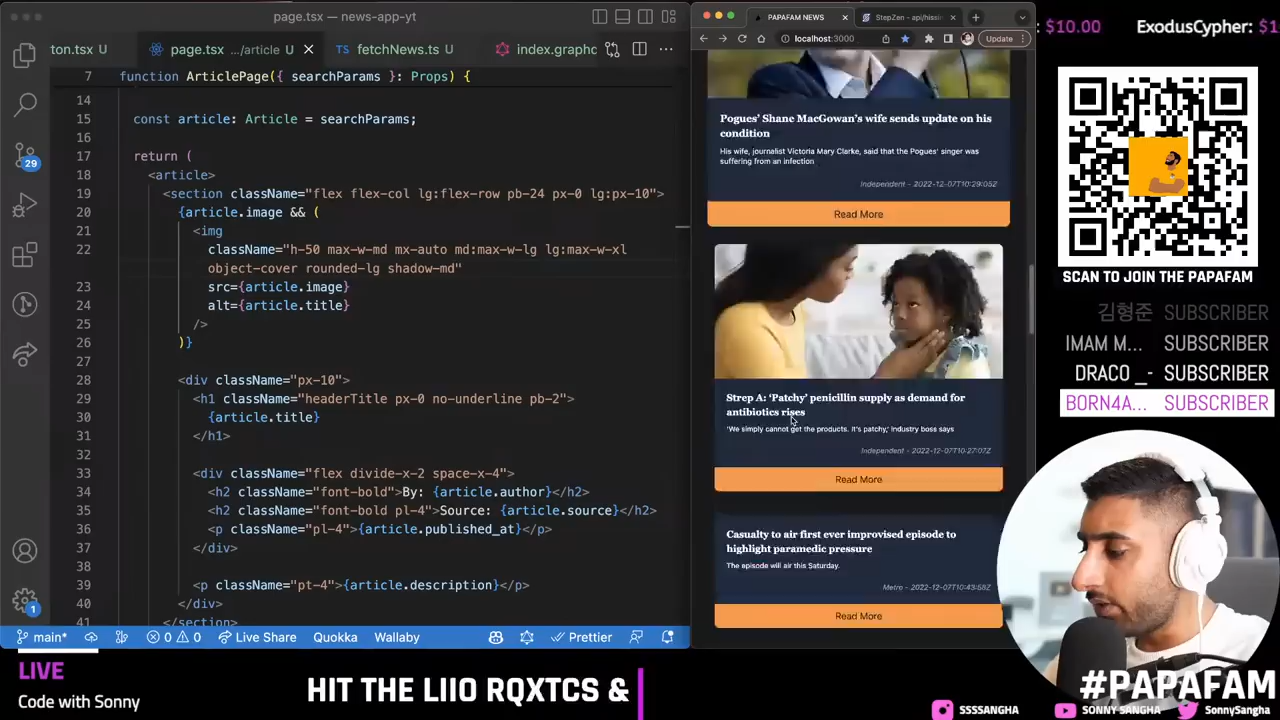 page.tsx — news-app-yt
ton.tsx U
page.tsx .../article U
fetchNews.ts U
index.graphc
7 function ArticlePage({ searchParams }: Props) {
14
15 const article: Article = searchParams;
16
17 return (
18 <article>
19 <section className="flex flex-col lg:flex-row pb-24 px-0 lg:px-10">
20 {article.image && (
21 <img
22 className="h-50 max-w-md mx-auto md:max-w-lg lg:max-w-xl
object-cover rounded-lg shadow-md"
23 src={article.image}
24 alt={article.title}
25 />
26 )}
27
28 <div className="px-10">
29 <h1 className="headerTitle px-0 no-underline pb-2">
30 {article.title}
31 </h1>
32
33 <div className="flex divide-x-2 space-x-4">
34 <h2 className="font-bold">By: {article.author}</h2>
35 <h2 className="font-bold pl-4">Source: {article.source}</h2>
36 <p className="pl-4">{article.published_at}</p>
37 </div>
38
39 <p className="pt-4">{article.description}</p>
40 </div>
41 </section>
29
1
main*
0 0
Live Share
Quokka
Wallaby
Prettier
PAPAFAM NEWS
StepZen - api/hissin
localhost:3000
Update
Pogues' Shane MacGowan's wife sends update on his
condition
His wife, journalist Victoria Mary Clarke, said that the Pogues' singer was
suffering from an infection
Independent - 2022-12-07T10:29:05Z
Read More
Strep A: 'Patchy' penicillin supply as demand for
antibiotics rises
'We simply cannot get the products. It's patchy,' industry boss says
Independent - 2022-12-07T10:27:07Z
Read More
Casualty to air first ever improvised episode to
highlight paramedic pressure
The episode will air this Saturday.
Metro - 2022-12-07T10:43:58Z
Read More
: $10.00
ExodusCypher: $1
SCAN TO JOIN THE PAPAFAM
김형준 SUBSCRIBER
IMAM M... SUBSCRIBER
DRACO _- SUBSCRIBER
BORN4A... SUBSCRIBER
LIVE
Code with Sonny
HIT THE LIIO RQXTCS &
#PAPAFAM
SSSSANGHA
SONNY SANGHA
SonnySangha